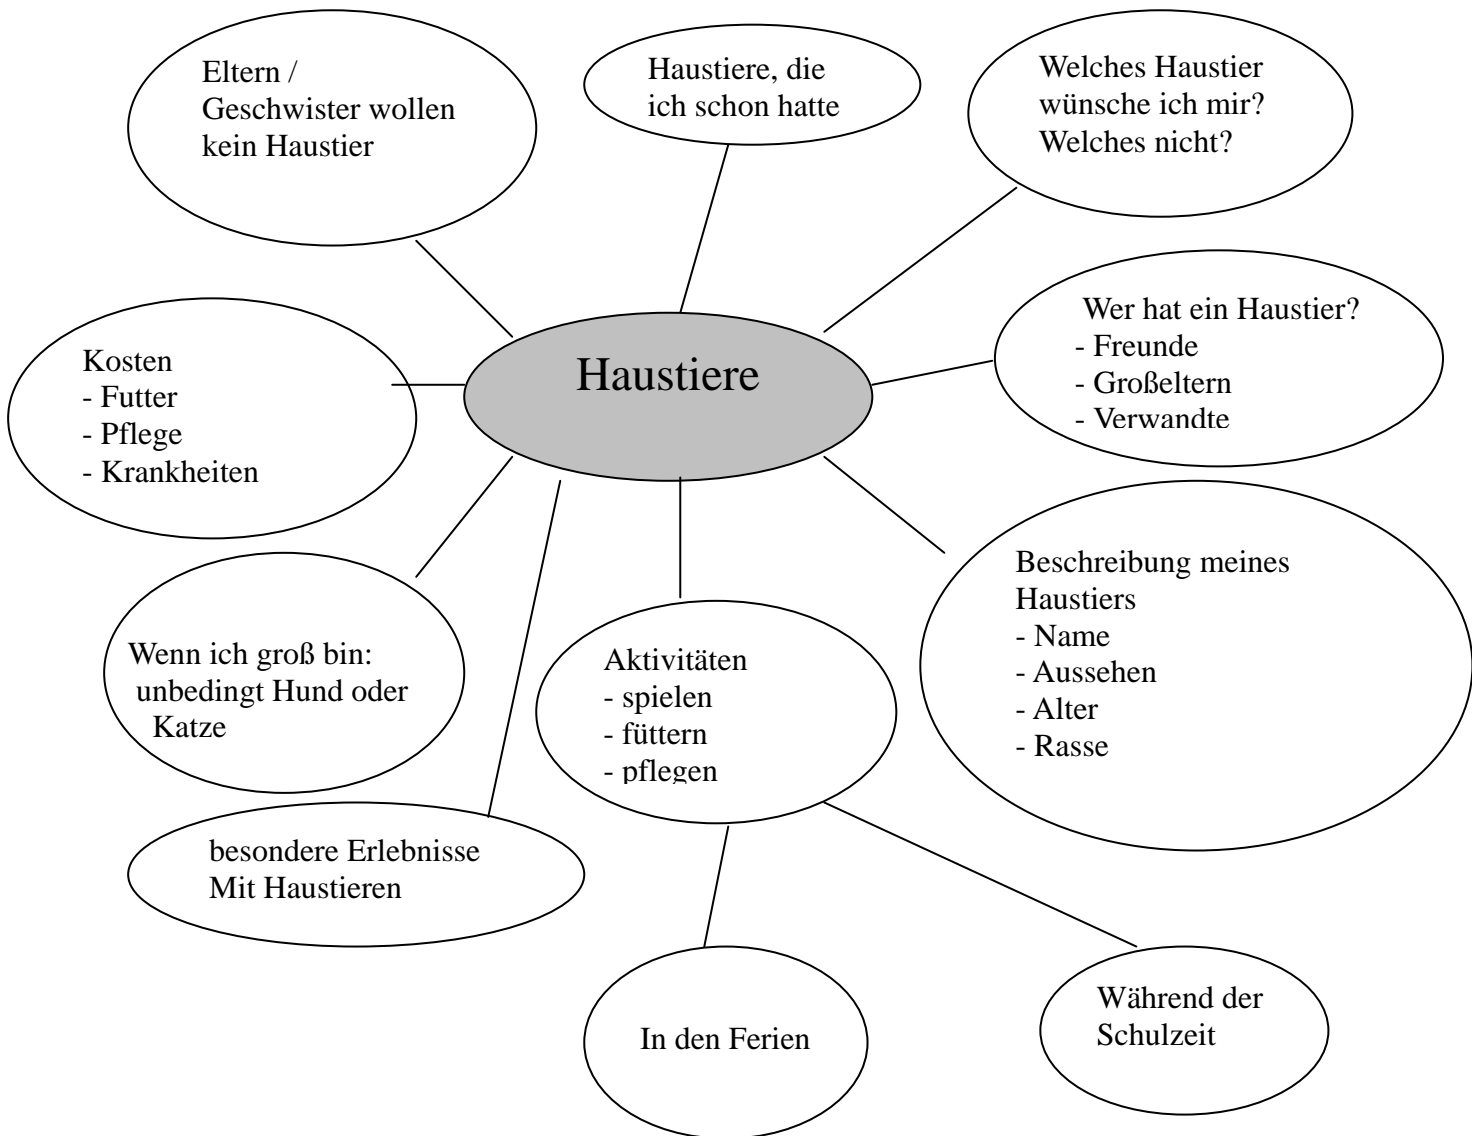 Eltern /
Geschwister wollen
kein Haustier
Haustiere, die
ich schon hatte
Welches Haustier
wünsche ich mir?
Welches nicht?
Wer hat ein Haustier?
- Freunde
- Großeltern
- Verwandte
Haustiere
Kosten
- Futter
- Pflege
- Krankheiten
Beschreibung meines
Haustiers
- Name
- Aussehen
- Alter
- Rasse
Wenn ich groß bin:
unbedingt Hund oder
Katze
Aktivitäten
- spielen
- füttern
- pflegen
besondere Erlebnisse
Mit Haustieren
In den Ferien
Während der
Schulzeit